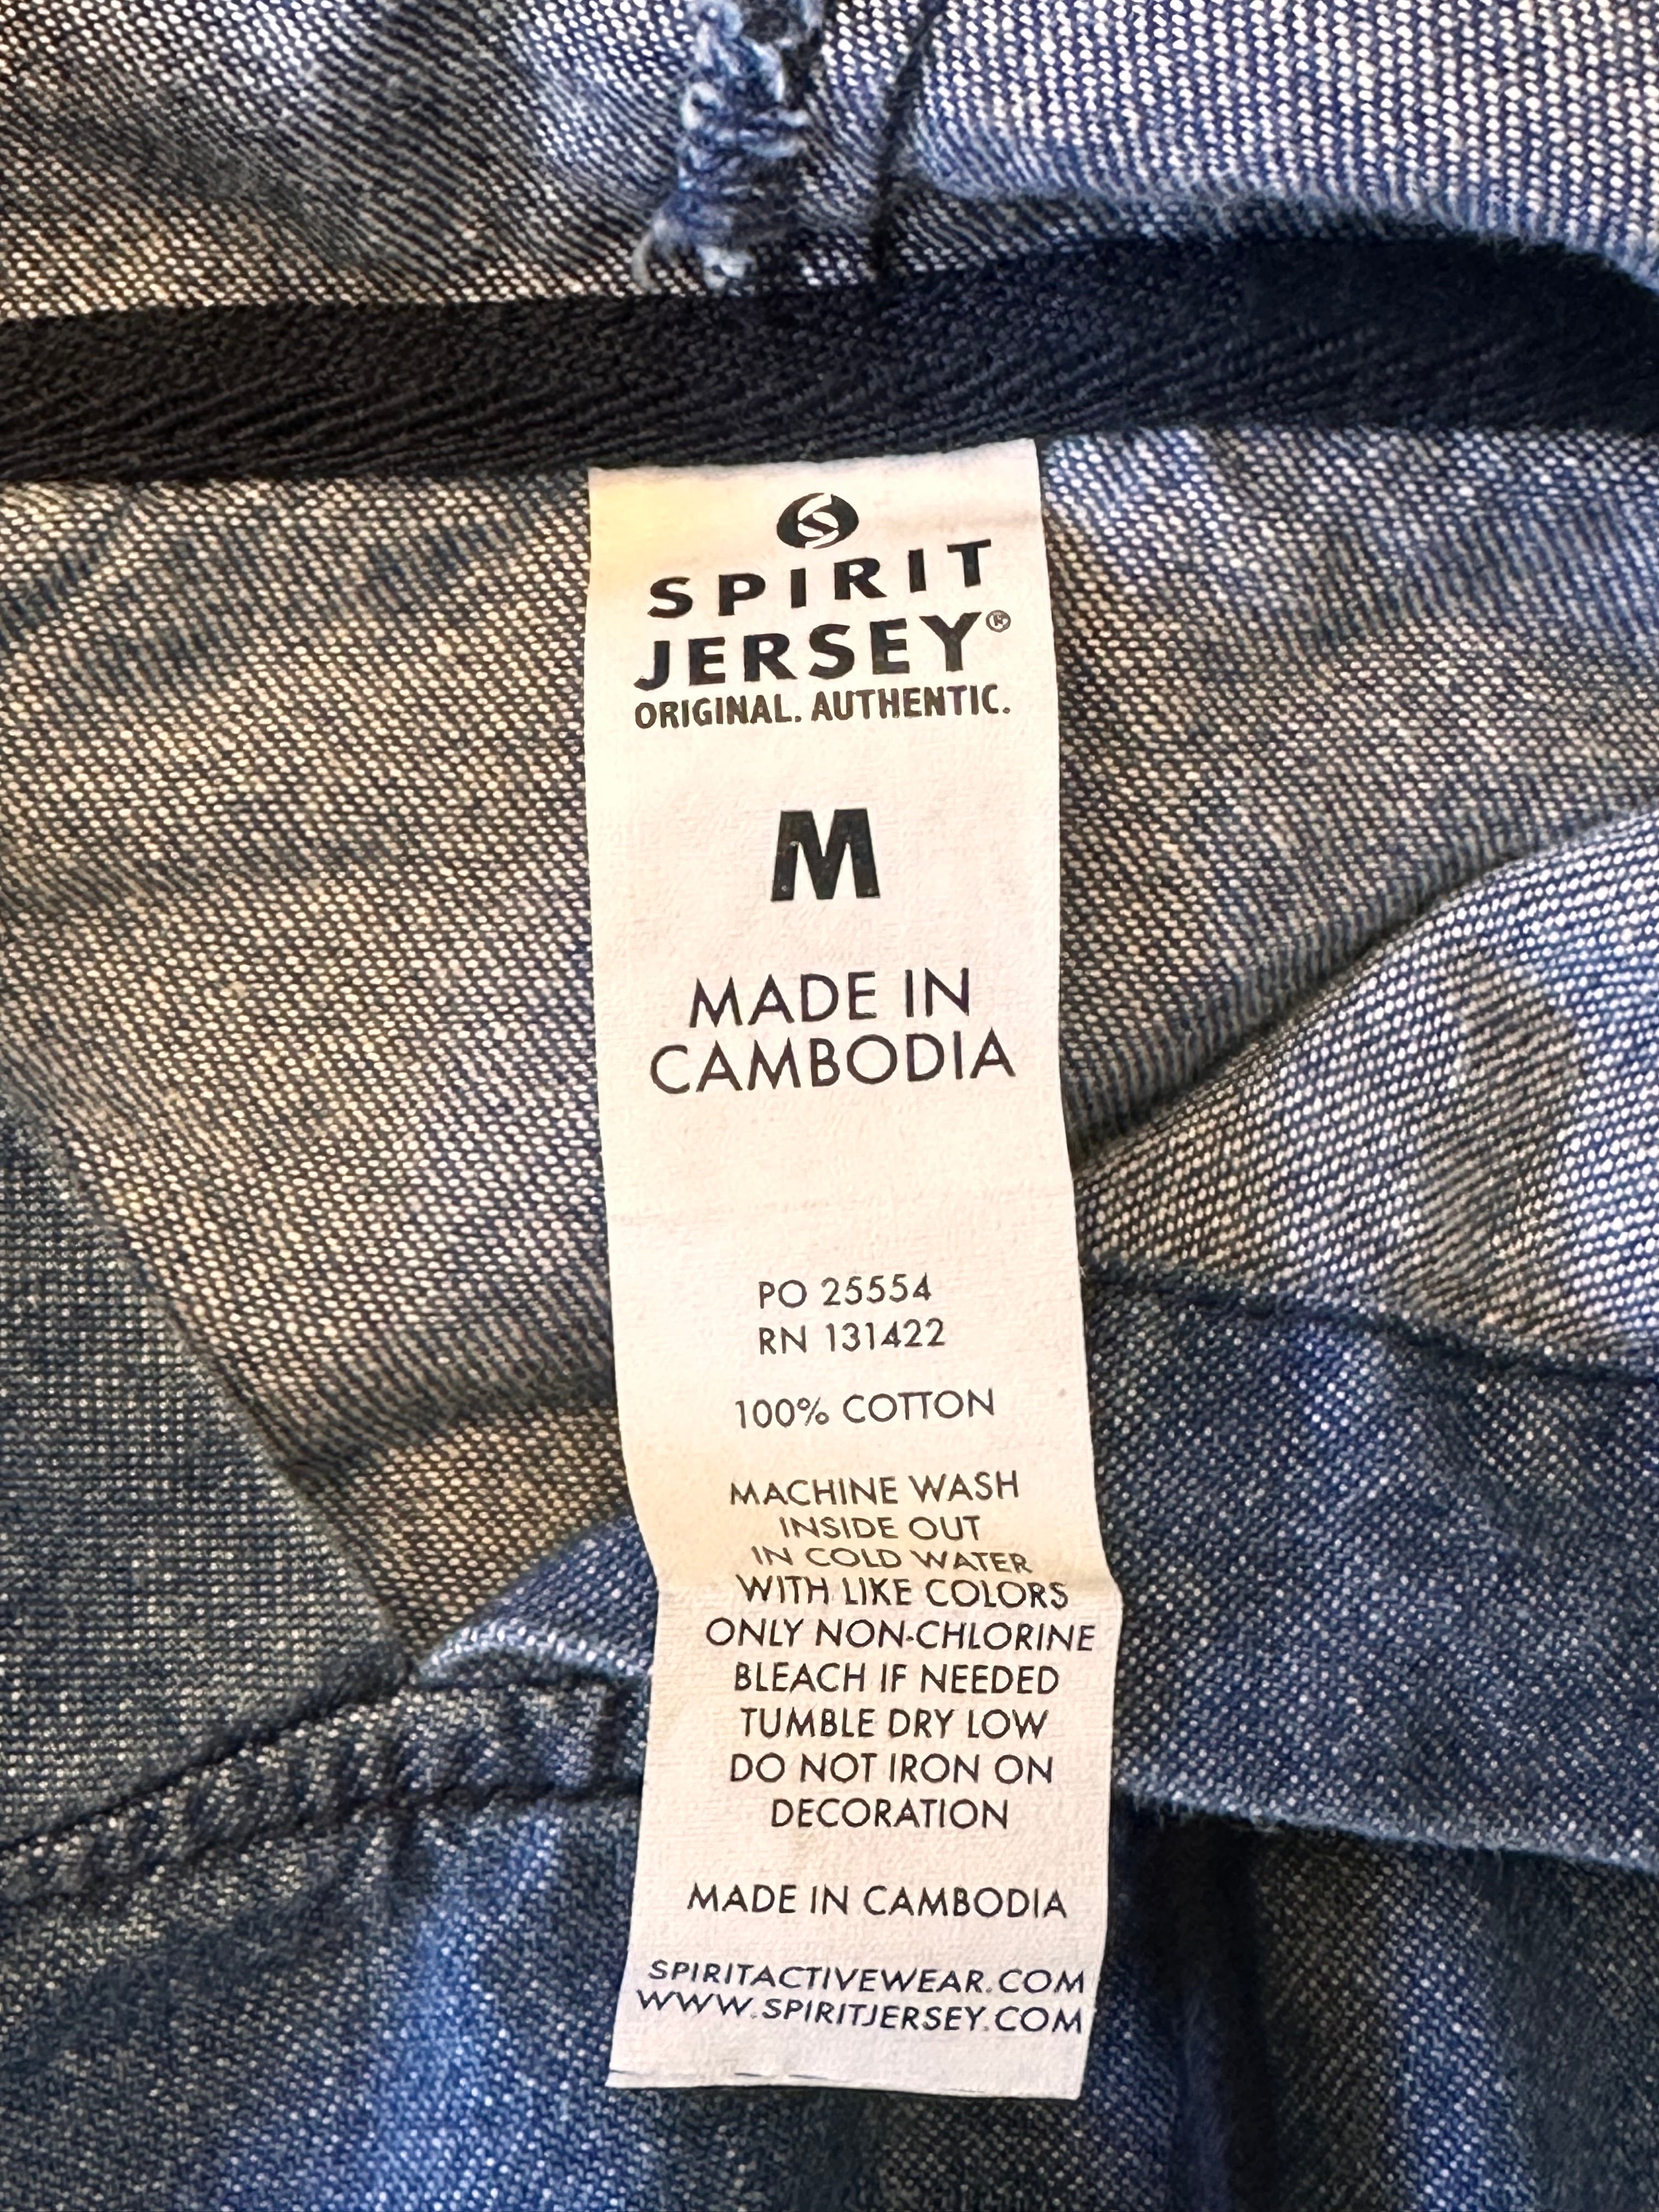 SPIRIT
JERSEY®
ORIGINAL. AUTHENTIC.
M
MADE IN
CAMBODIA
PO 25554
RN 131422
100% COTTON
MACHINE WASH
INSIDE OUT
IN COLD WATER
WITH LIKE COLORS
ONLY NON-CHLORINE
BLEACH IF NEEDED
TUMBLE DRY LOW
DO NOT IRON ON
DECORATION
MADE IN CAMBODIA
SPIRITACTIVEWEAR.COM
WWW.SPIRITJERSEY.COM